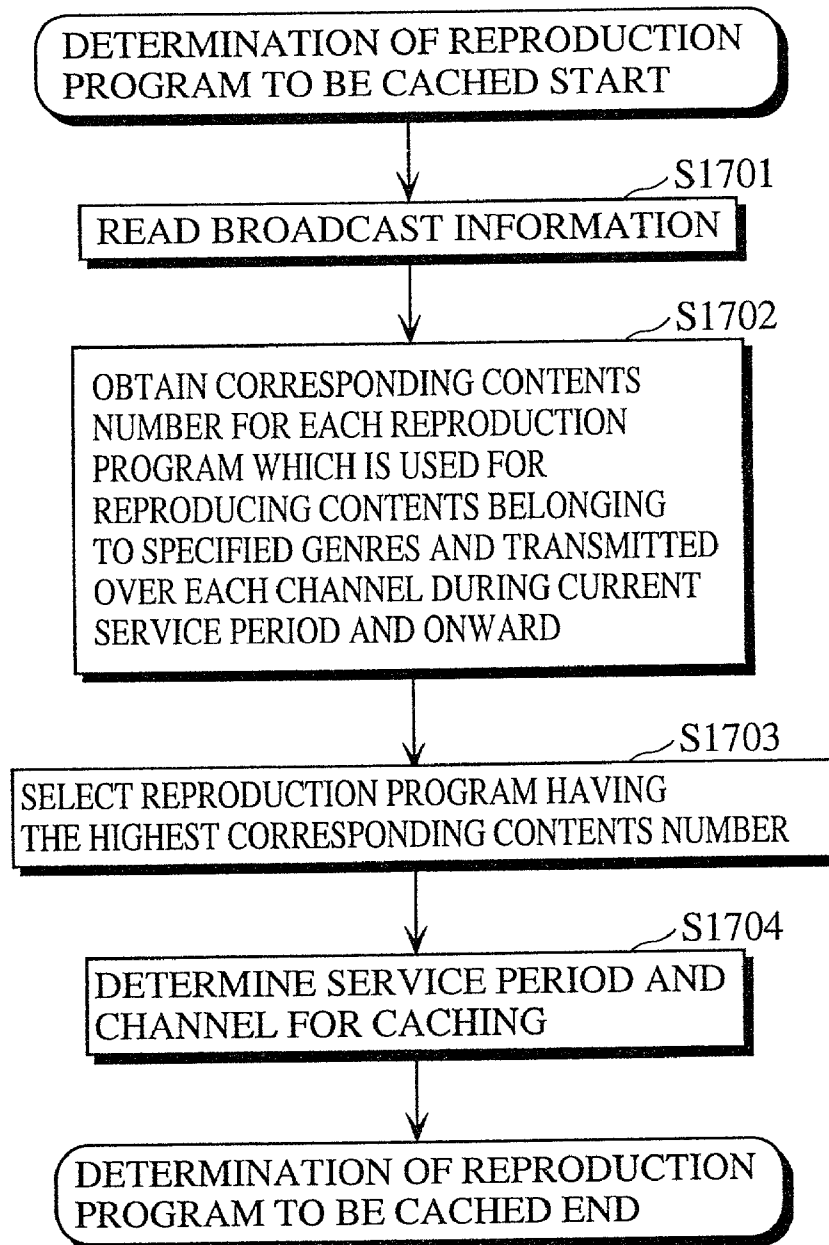 DETERMINATION OF REPRODUCTION
PROGRAM TO BE CACHED START
S1701
READ BROADCAST INFORMATION
S1702
OBTAIN CORRESPONDING CONTENTS
NUMBER FOR EACH REPRODUCTION
PROGRAM WHICH IS USED FOR
REPRODUCING CONTENTS BELONGING
TO SPECIFIED GENRES AND TRANSMITTED
OVER EACH CHANNEL DURING CURRENT
SERVICE PERIOD AND ONWARD
S1703
SELECT REPRODUCTION PROGRAM HAVING
THE HIGHEST CORRESPONDING CONTENTS NUMBER
S1704
DETERMINE SERVICE PERIOD AND
CHANNEL FOR CACHING
DETERMINATION OF REPRODUCTION
PROGRAM TO BE CACHED END